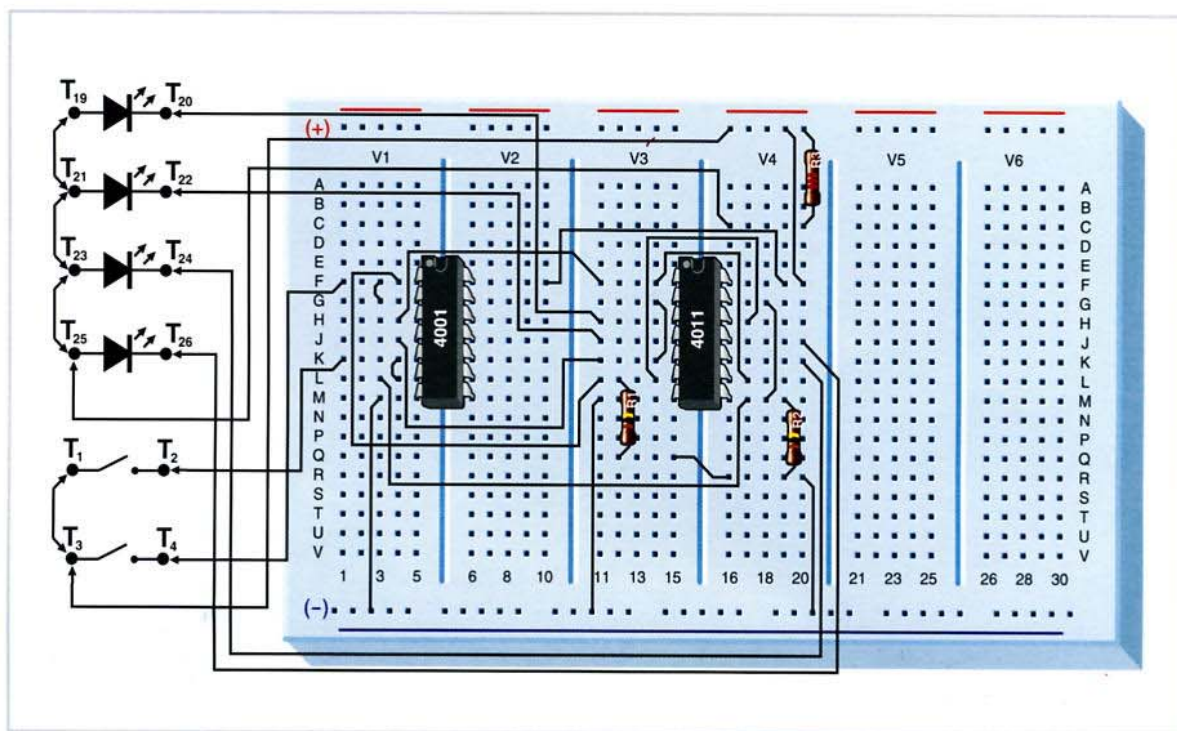 T19 T20
(+)
V1 V2 V3 V4 V5 V6
R3
T21 T22
A A
B B
C C
D D
T23 T24
E E
F F
G G
H H
4001 4011
J J
T25 T26
K K
L L
M M
R1
N N
R2
P P
T1 T2
Q Q
R R
S S
T T
T3 T4
U U
V V
1 3 5 6 8 10 11 13 15 16 18 20 21 23 25 26 28 30
(-)